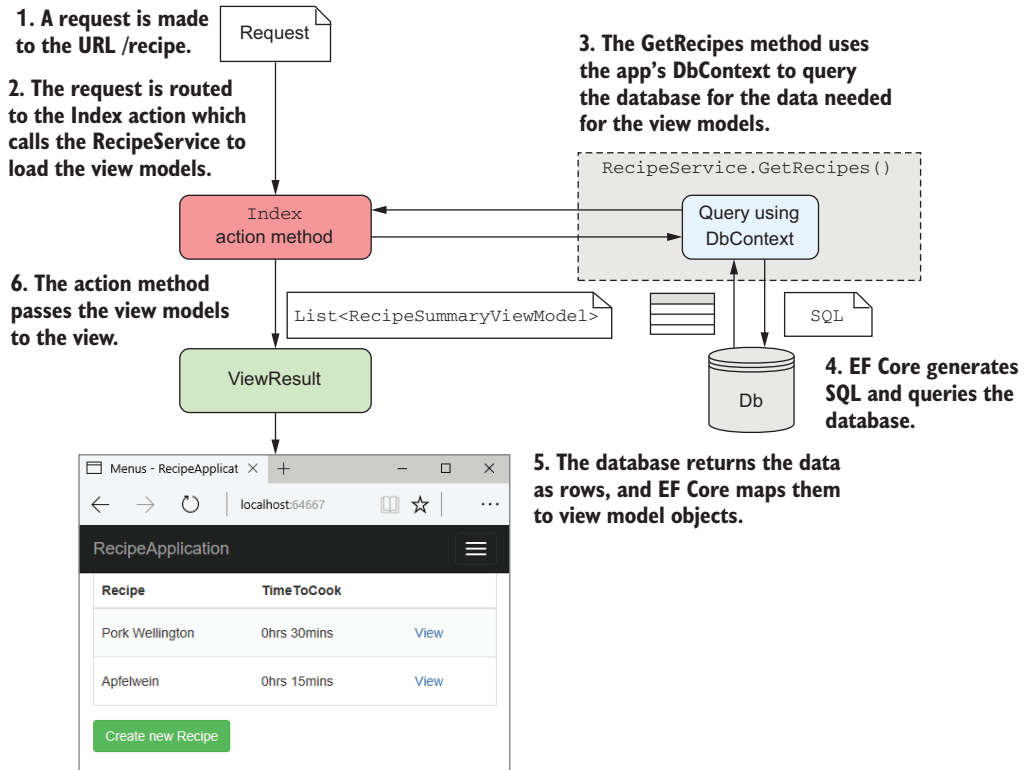 1. A request is made
to the URL /recipe.
Request
2. The request is routed
to the Index action which
calls the RecipeService to
load the view models.
3. The GetRecipes method uses
the app's DbContext to query
the database for the data needed
for the view models.
RecipeService.GetRecipes()
Index
action method
Query using
DbContext
6. The action method
passes the view models
to the view.
List<RecipeSummaryViewModel>
SQL
ViewResult
Db
4. EF Core generates
SQL and queries the
database.
5. The database returns the data
as rows, and EF Core maps them
to view model objects.
Menus - RecipeApplicat
localhost:64667
RecipeApplication
Recipe TimeToCook
Pork Wellington 0hrs 30mins View
Apfelwein 0hrs 15mins View
Create new Recipe